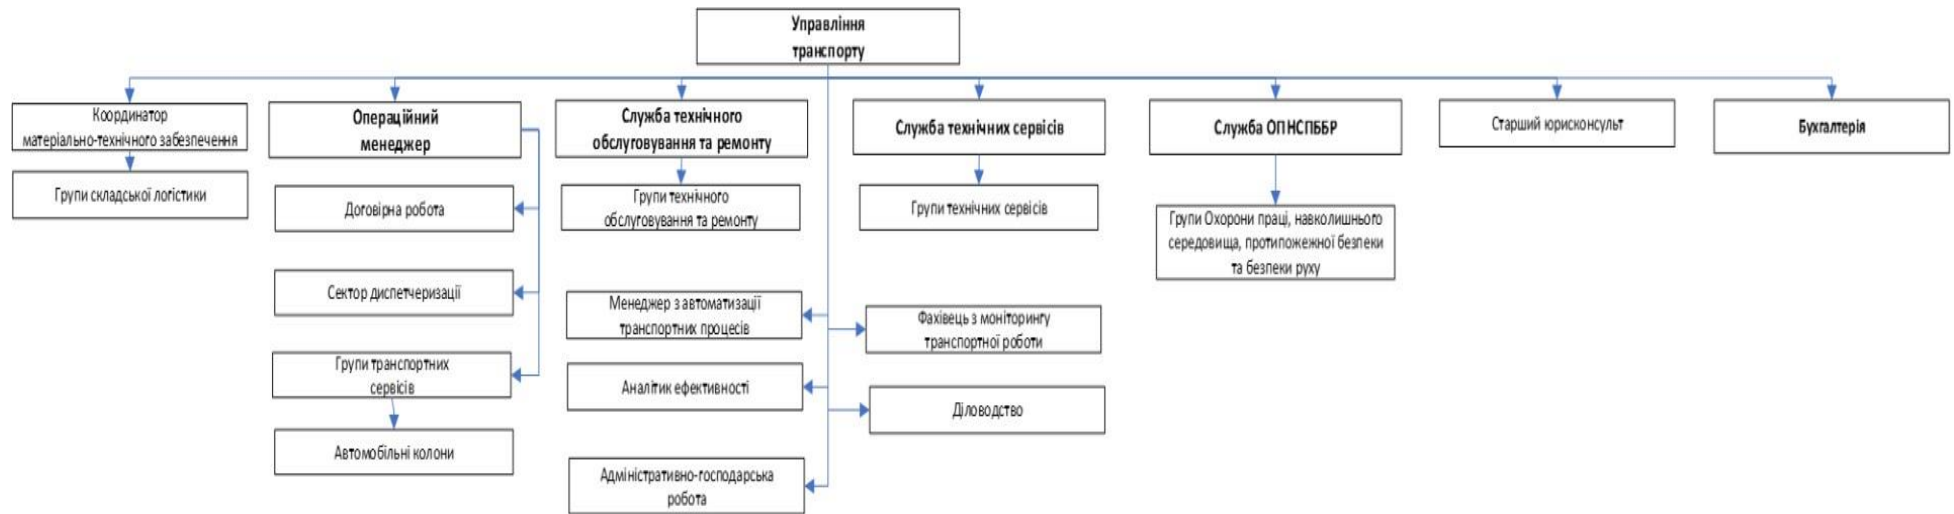 Управління
транспорту
Координатор
матеріально-технічного забезпечення
Операційний
менеджер
Служба технічного
обслуговування та ремонту
Служба технічних сервісів
Служба ОПНСПББР
Старший юрисконсульт
Бухгалтерія
Групи складської логістики
Договірна робота
Групи технічного
обслуговування та ремонту
Групи технічних сервісів
Групи Охорони праці, навколишнього
середовища, протипожежної безпеки
та безпеки руху
Сектор диспетчеризації
Менеджер з автоматизації
транспортних процесів
Фахівець з моніторингу
транспортної роботи
Групи транспортних
сервісів
Аналітик ефективності
Діловодство
Автомобільні колони
Адміністративно-господарська
робота